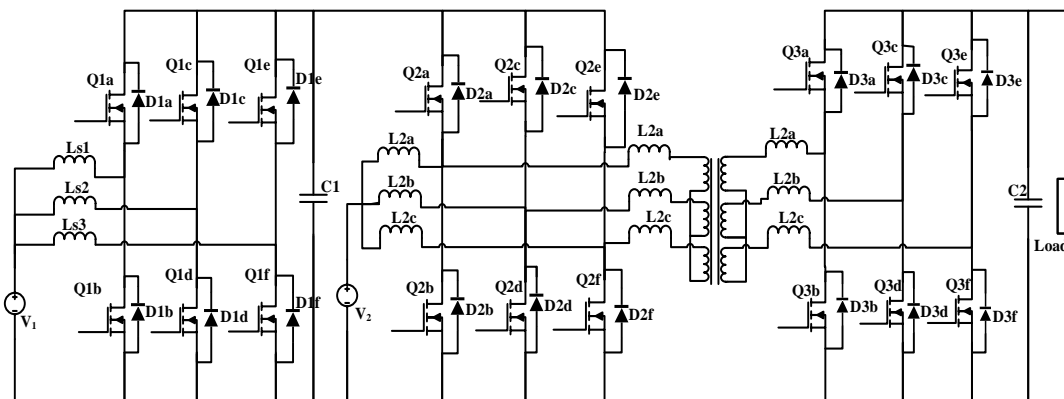 Q1a
Q1c
Q1e
D1e
D1a
D1c
Ls1
Ls2
Ls3
Q1b
Q1d
Q1f
D1b
D1d
D1f
V1
C1
Q2a
Q2c
Q2e
D2a
D2c
D2e
L2a
L2b
L2c
L2a
L2b
L2c
V2
Q2b
Q2d
Q2f
D2b
D2d
D2f
L2a
L2b
L2c
Q3a
Q3c
Q3e
D3a
D3c
D3e
Q3b
Q3d
Q3f
D3b
D3d
D3f
C2
Load